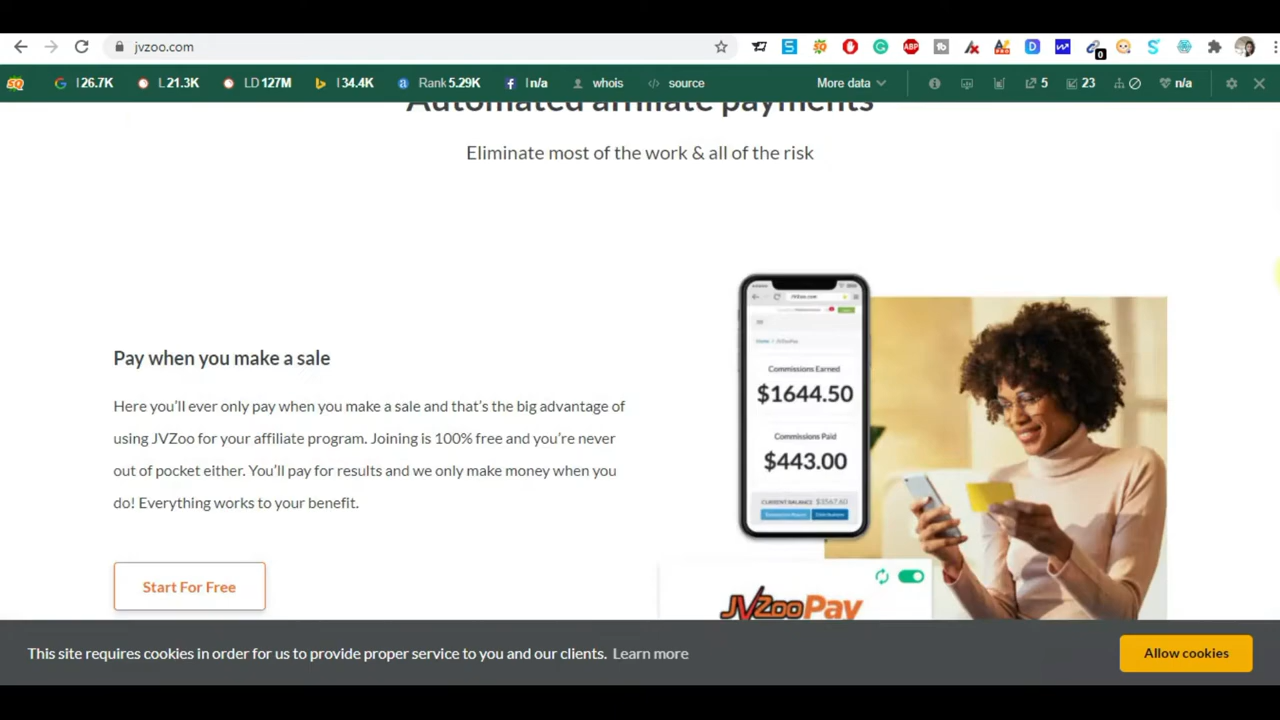 jvzoo.com
I 26.7K
L 21.3K
LD 127M
I 34.4K
Rank 5.29K
I n/a
whois
source
More data
5
23
n/a
Automated affiliate payments
Eliminate most of the work & all of the risk
Pay when you make a sale
Here you'll ever only pay when you make a sale and that's the big advantage of
using JVZoo for your affiliate program. Joining is 100% free and you're never
out of pocket either. You'll pay for results and we only make money when you
do! Everything works to your benefit.
Start For Free
Commissions Earned
$1644.50
Commissions Paid
$443.00
CURRENT BALANCE
JVZooPay
This site requires cookies in order for us to provide proper service to you and our clients. Learn more
Allow cookies